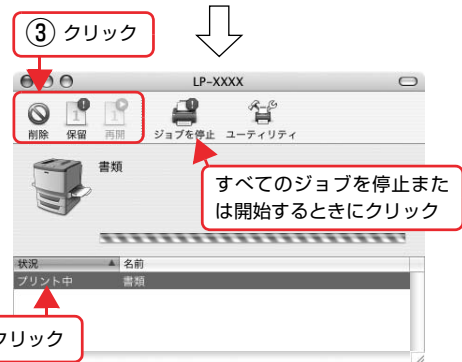 ③ クリック
LP-XXXX
削除 保留 再開 ジョブを停止 ユーティリティ
書類
すべてのジョブを停止また
は開始するときにクリック
状況 名前
プリント中 書類
クリック